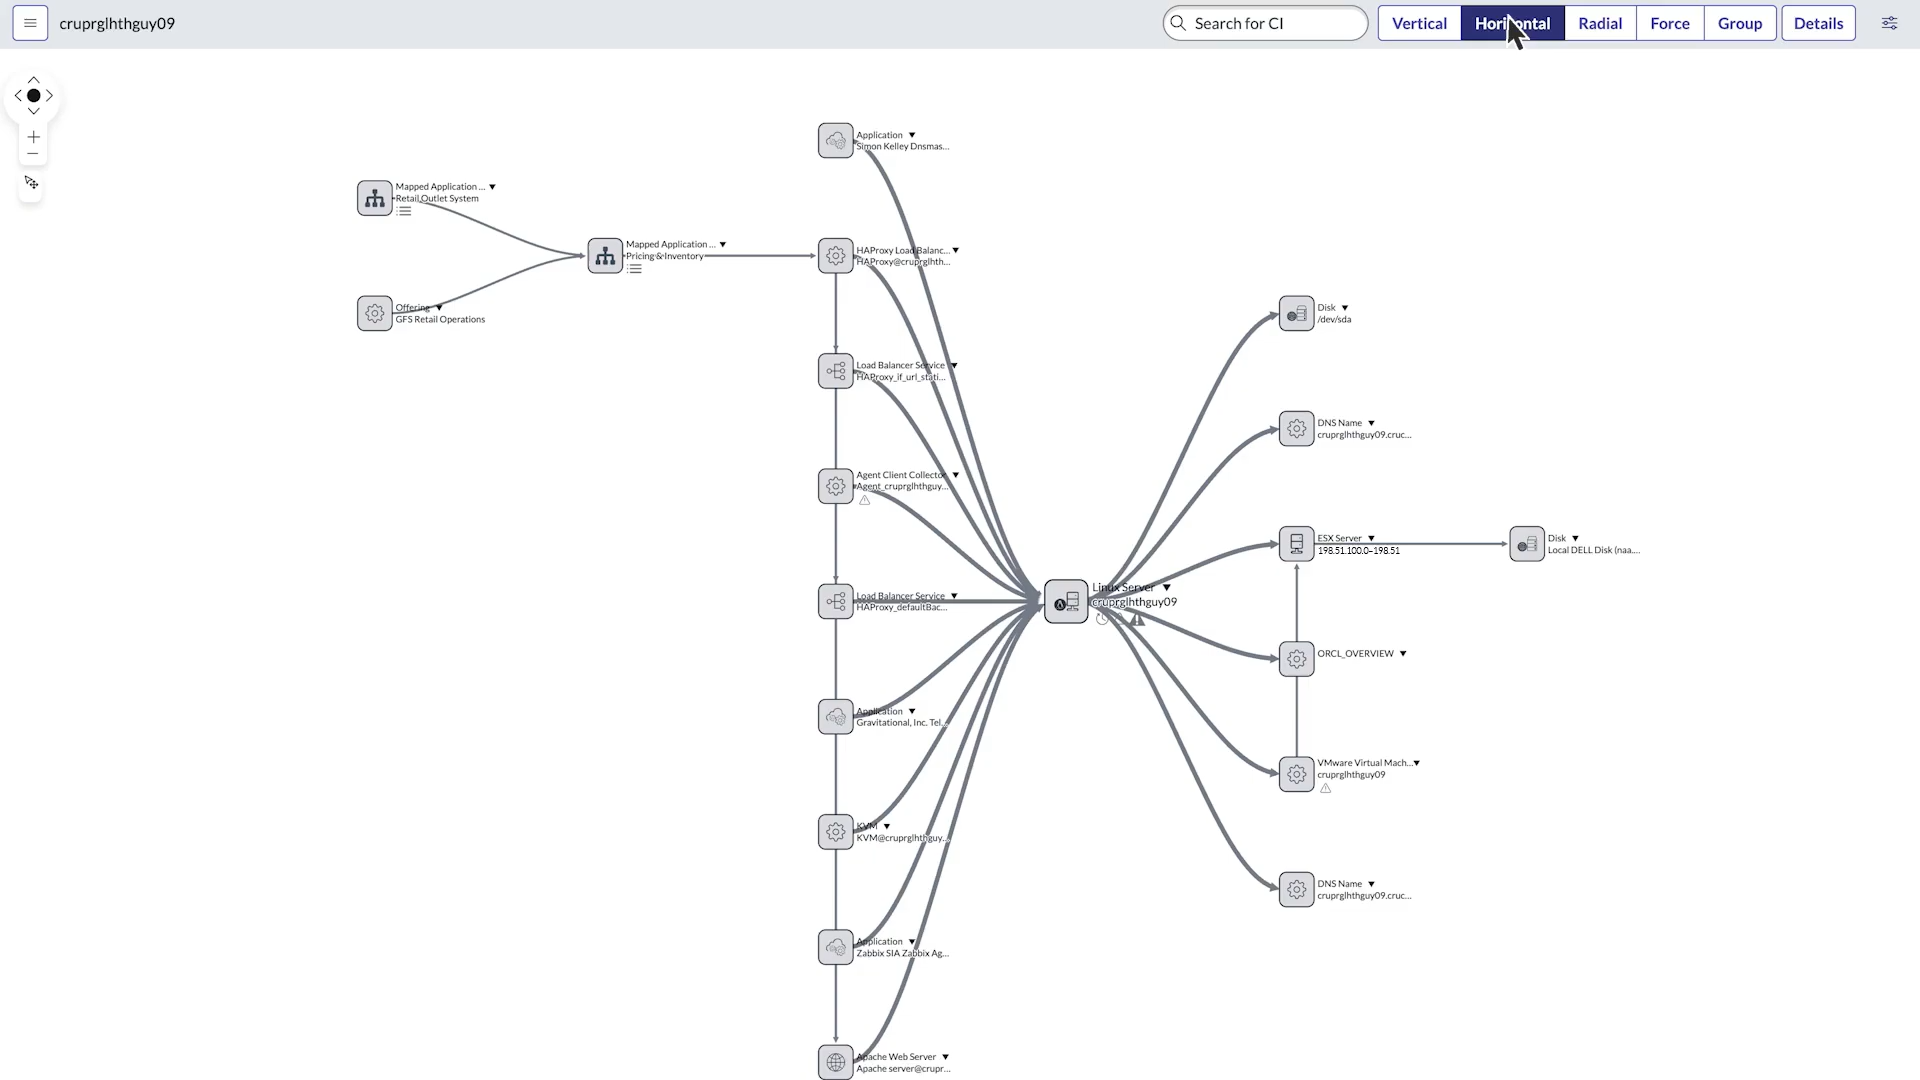 cruprglhthguy09
Search for CI
Vertical
Horizontal
Radial
Force
Group
Details
Application
Simon Kelley Dnsmas...
Mapped Application ...
Retail Outlet System
Mapped Application ...
Pricing & Inventory
HAProxy Load Balanc...
HAProxy@cruprglhth...
Offering
GFS Retail Operations
Disk
/dev/sda
Load Balancer Service
HAProxy_if_url_stati...
DNS Name
cruprglhthguy09.cruc...
Agent Client Collector
Agent_cruprglhthguy...
ESX Server
198.51.100.0–198.51
Disk
Local DELL Disk (naa....
Load Balancer Service
HAProxy_defaultBac...
Linux Server
cruprglhthguy09
ORCL_OVERVIEW
Application
Gravitational, Inc. Tel...
VMware Virtual Mach...
cruprglhthguy09
KVM
KVM@cruprglhthguy...
DNS Name
cruprglhthguy09.cruc...
Application
Zabbix SIA Zabbix Ag...
Apache Web Server
Apache server@crupr...